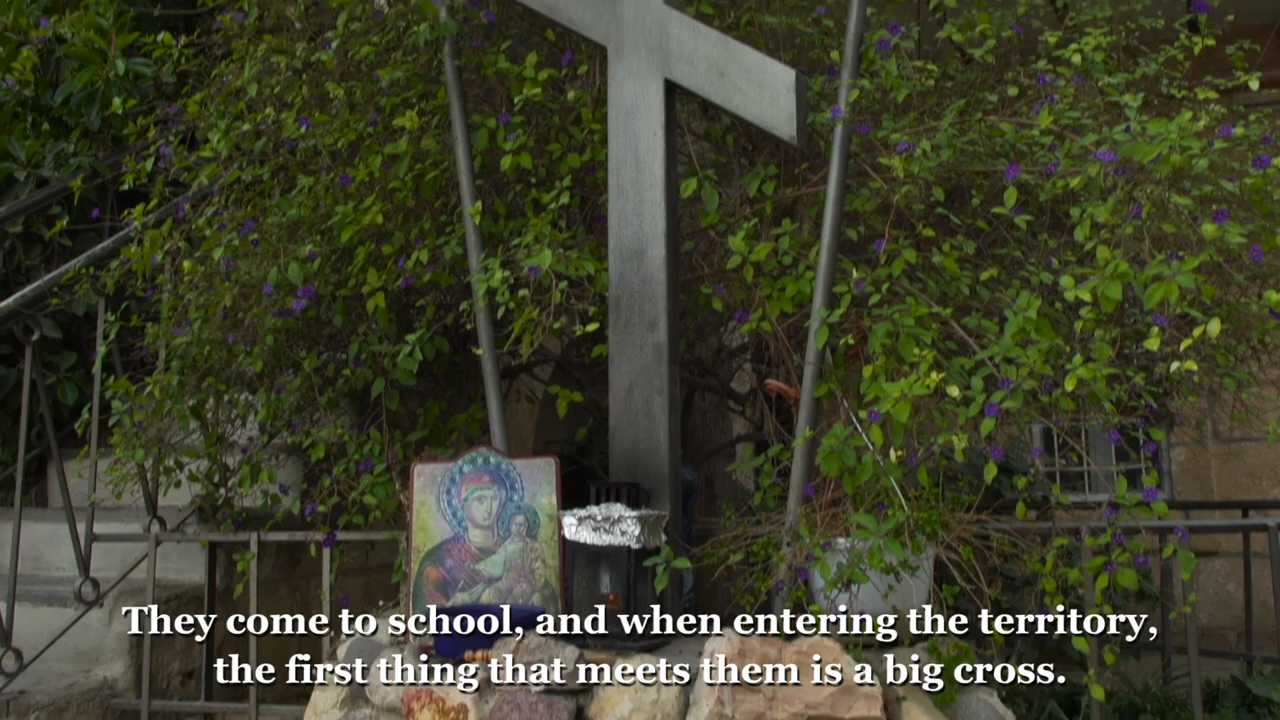 They come to school, and when entering the territory,
the first thing that meets them is a big cross.